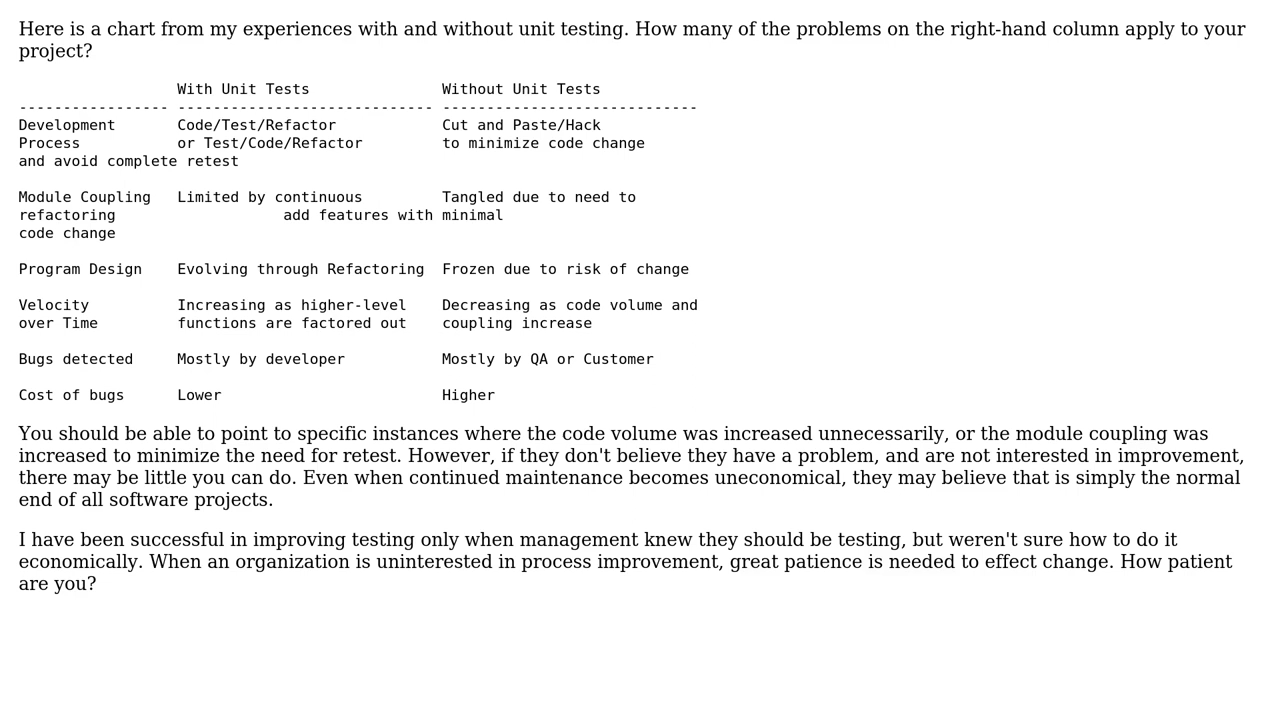 Here is a chart from my experiences with and without unit testing. How many of the problems on the right-hand column apply to your
project?
                  With Unit Tests               Without Unit Tests
----------------- ----------------------------- -----------------------------
Development       Code/Test/Refactor            Cut and Paste/Hack
Process           or Test/Code/Refactor         to minimize code change
and avoid complete retest
Module Coupling   Limited by continuous         Tangled due to need to
refactoring                   add features with minimal
code change
Program Design    Evolving through Refactoring  Frozen due to risk of change
Velocity          Increasing as higher-level    Decreasing as code volume and
over Time         functions are factored out    coupling increase
Bugs detected     Mostly by developer           Mostly by QA or Customer
Cost of bugs      Lower                         Higher
You should be able to point to specific instances where the code volume was increased unnecessarily, or the module coupling was
increased to minimize the need for retest. However, if they don't believe they have a problem, and are not interested in improvement,
there may be little you can do. Even when continued maintenance becomes uneconomical, they may believe that is simply the normal
end of all software projects.
I have been successful in improving testing only when management knew they should be testing, but weren't sure how to do it
economically. When an organization is uninterested in process improvement, great patience is needed to effect change. How patient
are you?